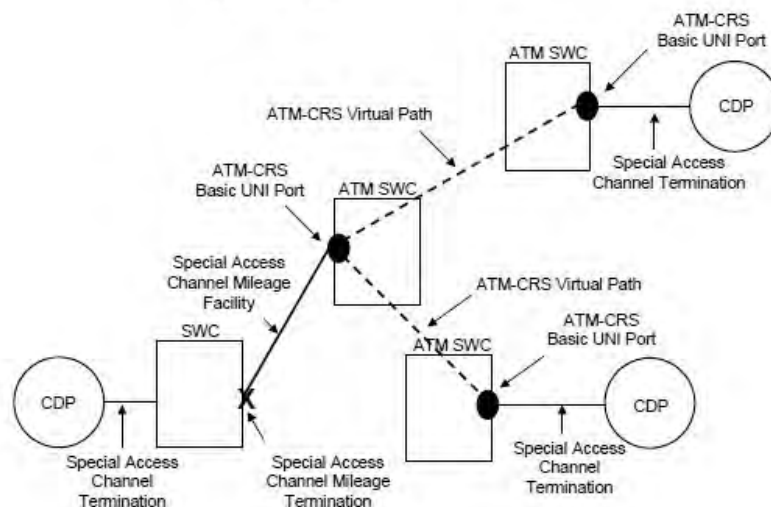 ATM-CRS
Basic UNI Port
ATM SWC
CDP
ATM-CRS Virtual Path
Special Access
Channel Termination
ATM-CRS
Basic UNI Port
ATM SWC
Special Access
Channel Mileage
Facility
ATM-CRS Virtual Path
SWC
ATM-CRS
Basic UNI Port
ATM SWC
CDP
X
CDP
Special Access
Channel
Termination
Special Access
Channel Mileage
Termination
Special Access
Channel
Termination